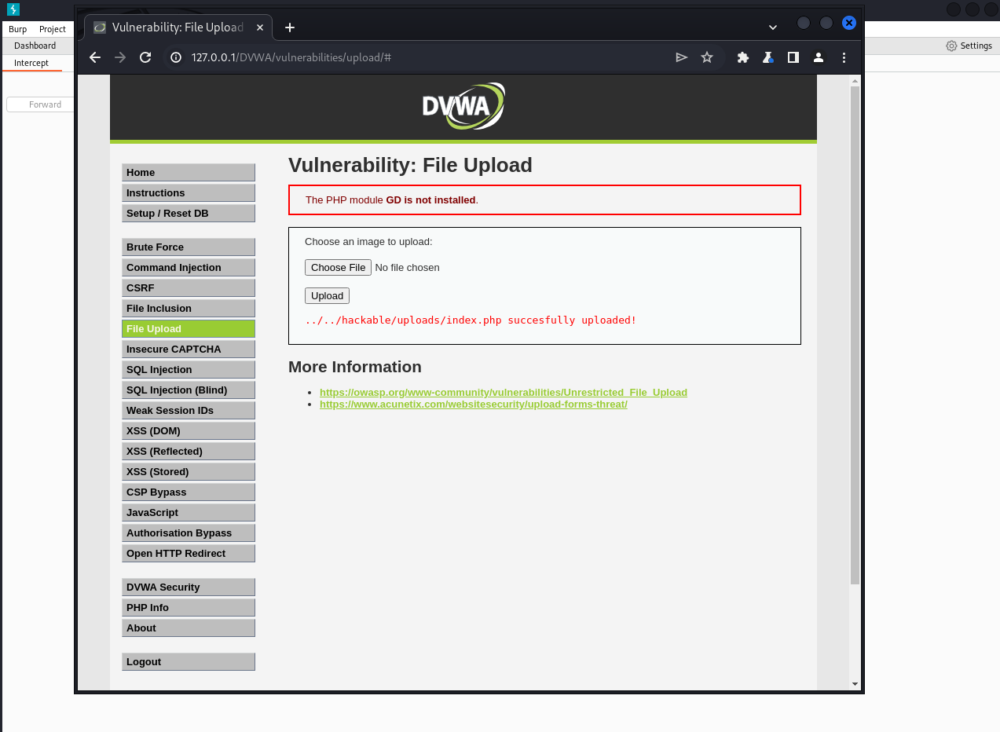 Burp Project
Dashboard
Settings
Intercept
Forward
Vulnerability: File Upload
127.0.0.1/DVWA/vulnerabilities/upload/#
DVWA
Home
Instructions
Setup / Reset DB
Brute Force
Command Injection
CSRF
File Inclusion
File Upload
Insecure CAPTCHA
SQL Injection
SQL Injection (Blind)
Weak Session IDs
XSS (DOM)
XSS (Reflected)
XSS (Stored)
CSP Bypass
JavaScript
Authorisation Bypass
Open HTTP Redirect
DVWA Security
PHP Info
About
Logout
Vulnerability: File Upload
The PHP module GD is not installed.
Choose an image to upload:
Choose File No file chosen
Upload
../../hackable/uploads/index.php succesfully uploaded!
More Information
https://owasp.org/www-community/vulnerabilities/Unrestricted_File_Upload
https://www.acunetix.com/websitesecurity/upload-forms-threat/